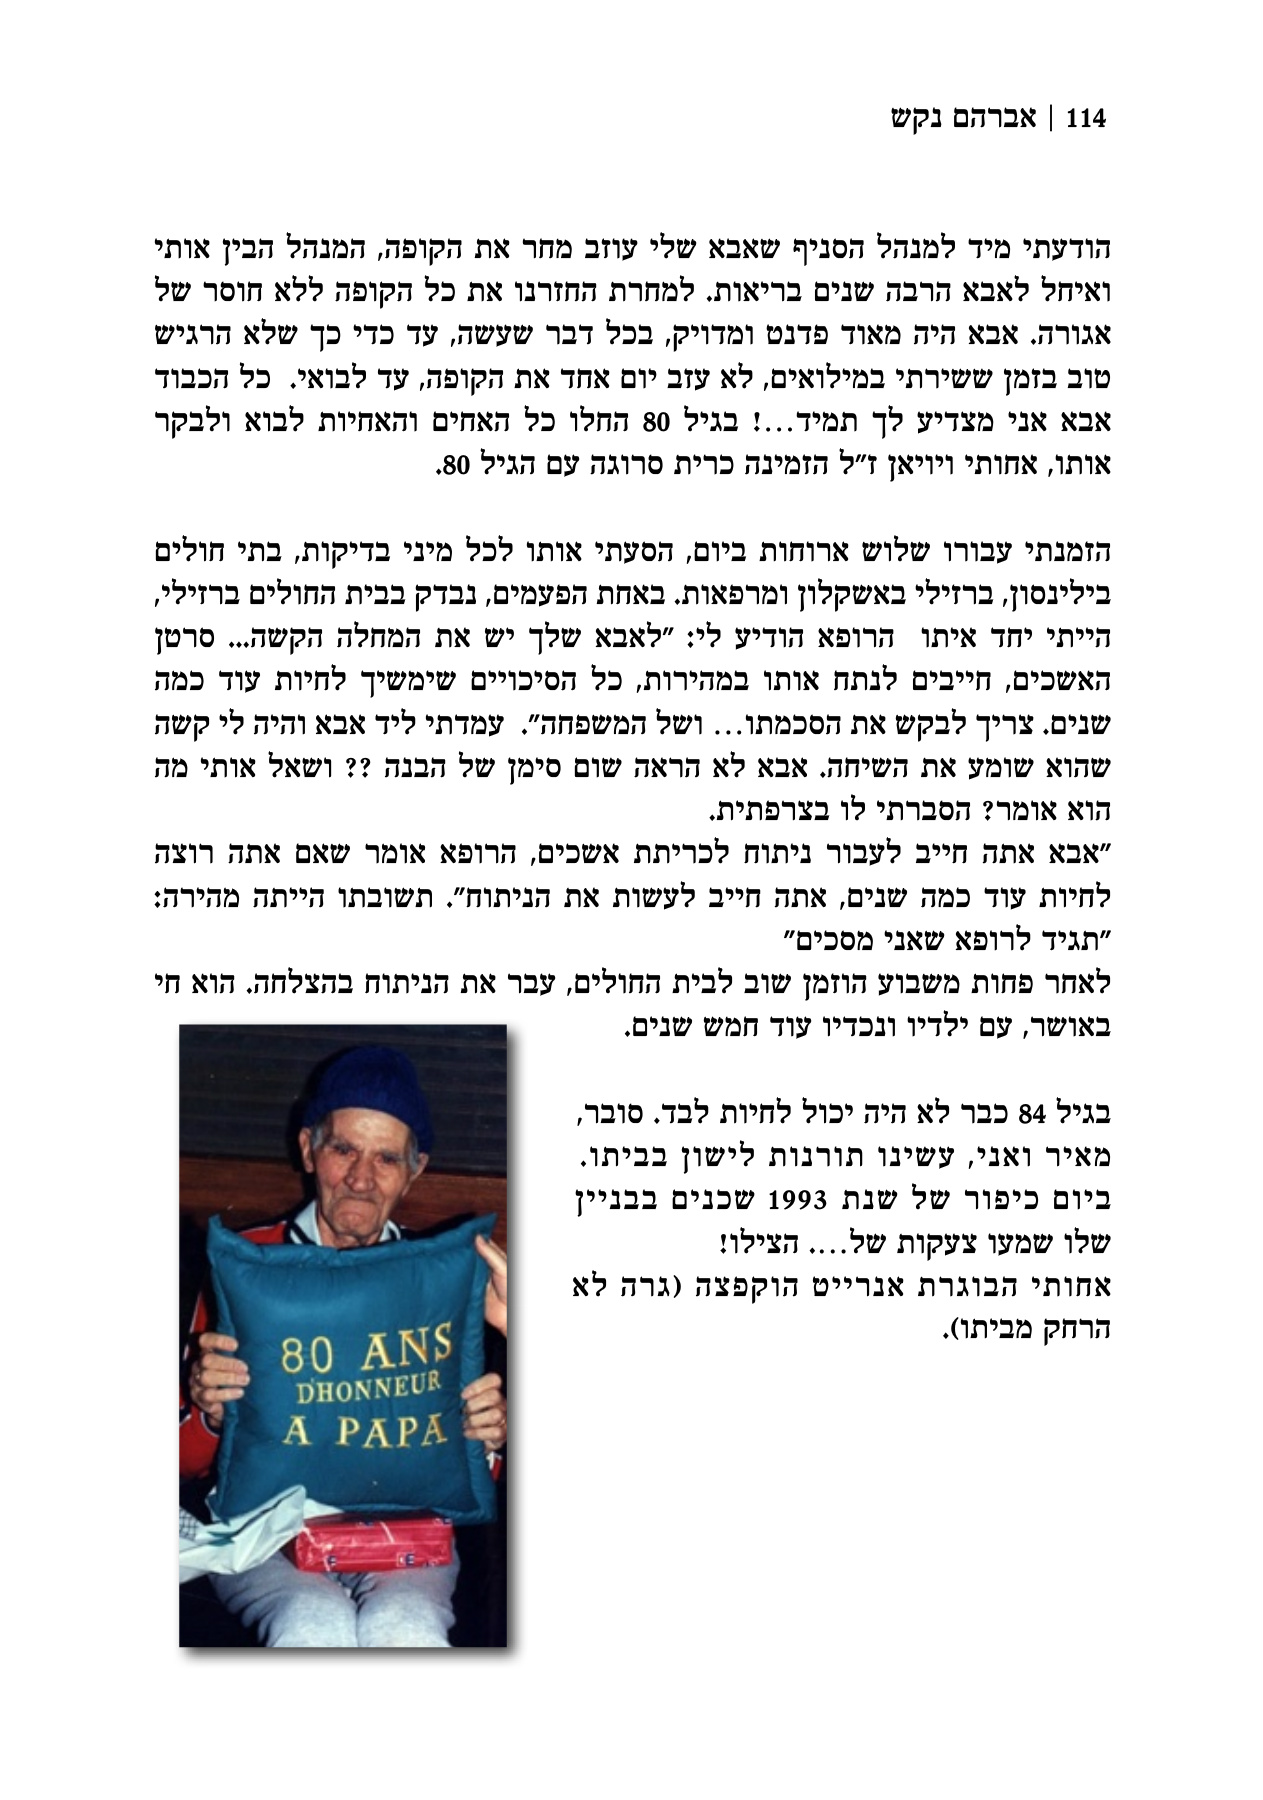 114 | אברהם נקש
הודעתי מיד למנהל הסניף שאבא שלי עוזב מחר את הקופה, המנהל הבין אותי
ואיחל לאבא הרבה שנים בריאות. למחרת החזרנו את כל הקופה ללא חוסר של
אגורה. אבא היה מאוד פדנט ומדויק, בכל דבר שעשה, עד כדי כך שלא הרגיש
טוב בזמן ששירתי במילואים, לא עזב יום אחד את הקופה, עד לבואי. כל הכבוד
אבא אני מצדיע לך תמיד...! בגיל 80 החלו כל האחים והאחיות לבוא ולבקר
אותו, אחותי ויויאן ז"ל הזמינה כרית סרוגה עם הגיל 80.
הזמנתי עבורו שלוש ארוחות ביום, הסעתי אותו לכל מיני בדיקות, בתי חולים
בילינסון, ברזילי באשקלון ומרפאות. באחת הפעמים, נבדק בבית החולים ברזילי,
הייתי יחד איתו הרופא הודיע לי: "לאבא שלך יש את המחלה הקשה... סרטן
האשכים, חייבים לנתח אותו במהירות, כל הסיכויים שימשיך לחיות עוד כמה
שנים. צריך לבקש את הסכמתו... ושל המשפחה". עמדתי ליד אבא והיה לי קשה
שהוא שומע את השיחה. אבא לא הראה שום סימן של הבנה ?? ושאל אותי מה
הוא אומר? הסברתי לו בצרפתית.
"אבא אתה חייב לעבור ניתוח לכריתת אשכים, הרופא אומר שאם אתה רוצה
לחיות עוד כמה שנים, אתה חייב לעשות את הניתוח". תשובתו הייתה מהירה:
"תגיד לרופא שאני מסכים"
לאחר פחות משבוע הוזמן שוב לבית החולים, עבר את הניתוח בהצלחה. הוא חי
באושר, עם ילדיו ונכדיו עוד חמש שנים.
בגיל 84 כבר לא היה יכול לחיות לבד. סובר,
מאיר ואני, עשינו תורנות לישון בביתו.
ביום כיפור של שנת 1993 שכנים בבניין
שלו שמעו צעקות של.... הצילו!
אחותי הבוגרת אנרייט הוקפצה (גרה לא
הרחק מביתו).
80 ANS
D'HONNEUR
A PAPA